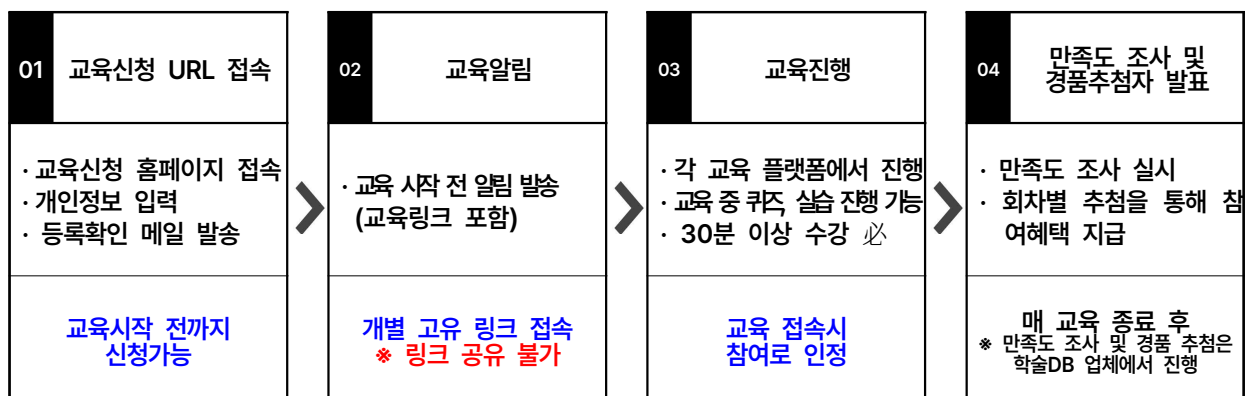 01 교육신청 URL 접속
· 교육신청 홈페이지 접속
· 개인정보 입력
· 등록확인 메일 발송
교육시작 전까지
신청가능
02 교육알림
· 교육 시작 전 알림 발송
(교육링크 포함)
개별 고유 링크 접속
※ 링크 공유 불가
03 교육진행
· 각 교육 플랫폼에서 진행
· 교육 중 퀴즈, 실습 진행 가능
· 30분 이상 수강 必
교육 접속시
참여로 인정
04 만족도 조사 및
경품추첨자 발표
· 만족도 조사 실시
· 회차별 추첨을 통해 참
여혜택 지급
매 교육 종료 후
※ 만족도 조사 및 경품 추첨은
학술DB 업체에서 진행